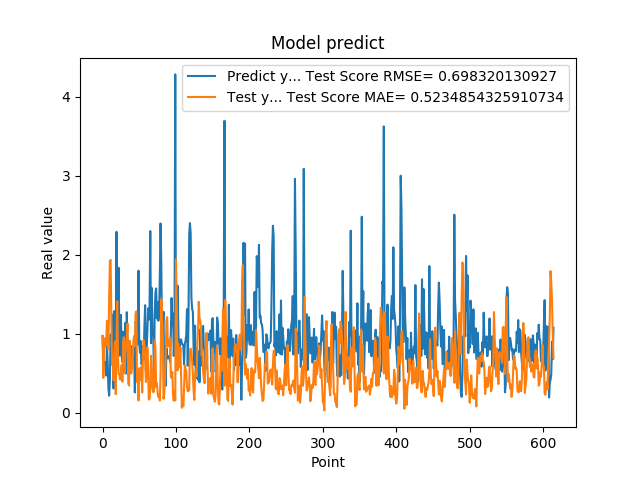 Model predict
Predict y... Test Score RMSE= 0.698320130927
Test y... Test Score MAE= 0.5234854325910734
Real value
4
3
2
1
0
0 100 200 300 400 500 600
Point